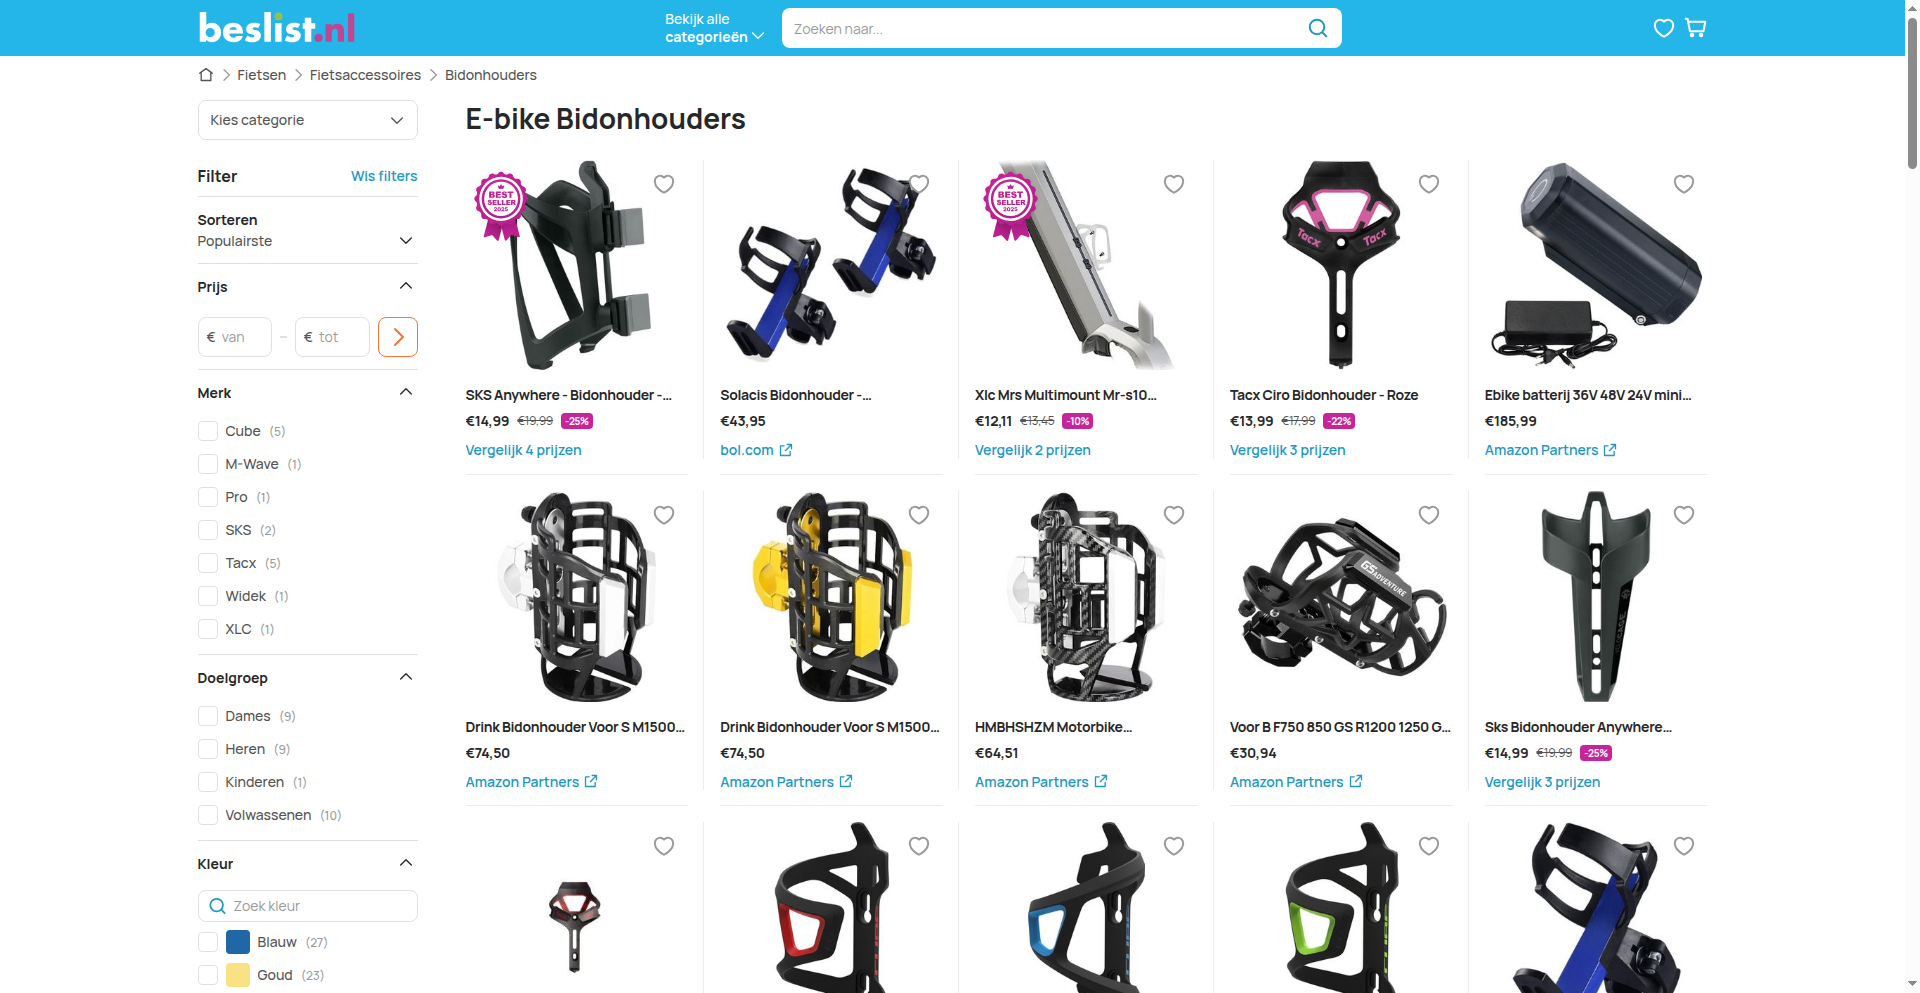 beslist.nl
Bekijk alle
categorieën
Zoeken naar...
Fietsen
Fietsaccessoires
Bidonhouders
Kies categorie
E-bike Bidonhouders
Filter
Wis filters
Sorteren
Populairste
Prijs
€ van
–
€ tot
Merk
Cube (5)
M-Wave (1)
Pro (1)
SKS (2)
Tacx (5)
Widek (1)
XLC (1)
Doelgroep
Dames (9)
Heren (9)
Kinderen (1)
Volwassenen (10)
Kleur
Zoek kleur
Blauw (27)
Goud (23)
BEST
SELLER
2025
SKS Anywhere - Bidonhouder -...
€14,99 €19,99 -25%
Vergelijk 4 prijzen
Solacis Bidonhouder -...
€43,95
bol.com
BEST
SELLER
2025
Xlc Mrs Multimount Mr-s10...
€12,11 €13,45 -10%
Vergelijk 2 prijzen
Tacx Tacx
Tacx Ciro Bidonhouder - Roze
€13,99 €17,99 -22%
Vergelijk 3 prijzen
Ebike batterij 36V 48V 24V mini...
€185,99
Amazon Partners
Drink Bidonhouder Voor S M1500...
€74,50
Amazon Partners
Drink Bidonhouder Voor S M1500...
€74,50
Amazon Partners
HMBHSHZM Motorbike...
€64,51
Amazon Partners
GS ADVENTURE
Voor B F750 850 GS R1200 1250 G...
€30,94
Amazon Partners
Sks Bidonhouder Anywhere...
€14,99 €19,99 -25%
Vergelijk 3 prijzen